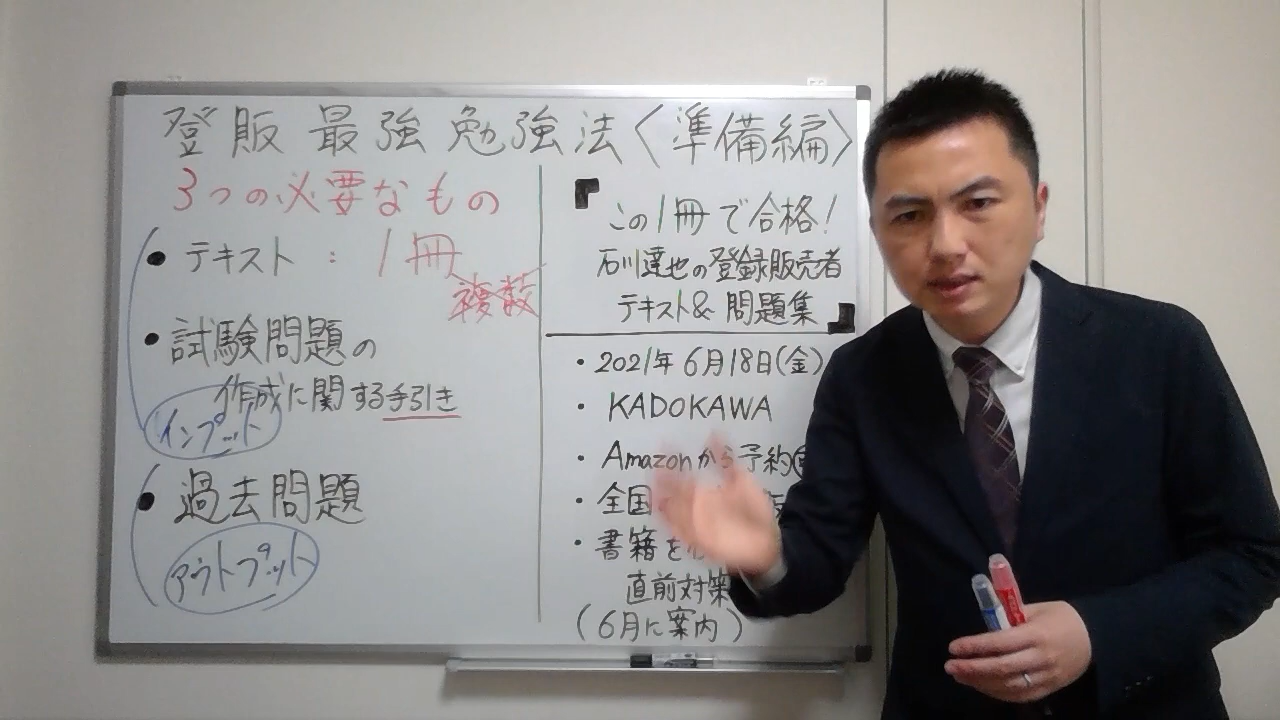 登販 最強勉強法〈準備編〉
3つの必要なもの
・テキスト : 1冊
複数
・試験問題の
作成に関する手引き
インプット
・過去問題
アウトプット
『この1冊で合格!
石川達也の登録販売者
テキスト&問題集』
・2021年6月18日(金)
・KADOKAWA
・Amazonから予約
・全国
・書籍を
直前対策
(6月に案内)